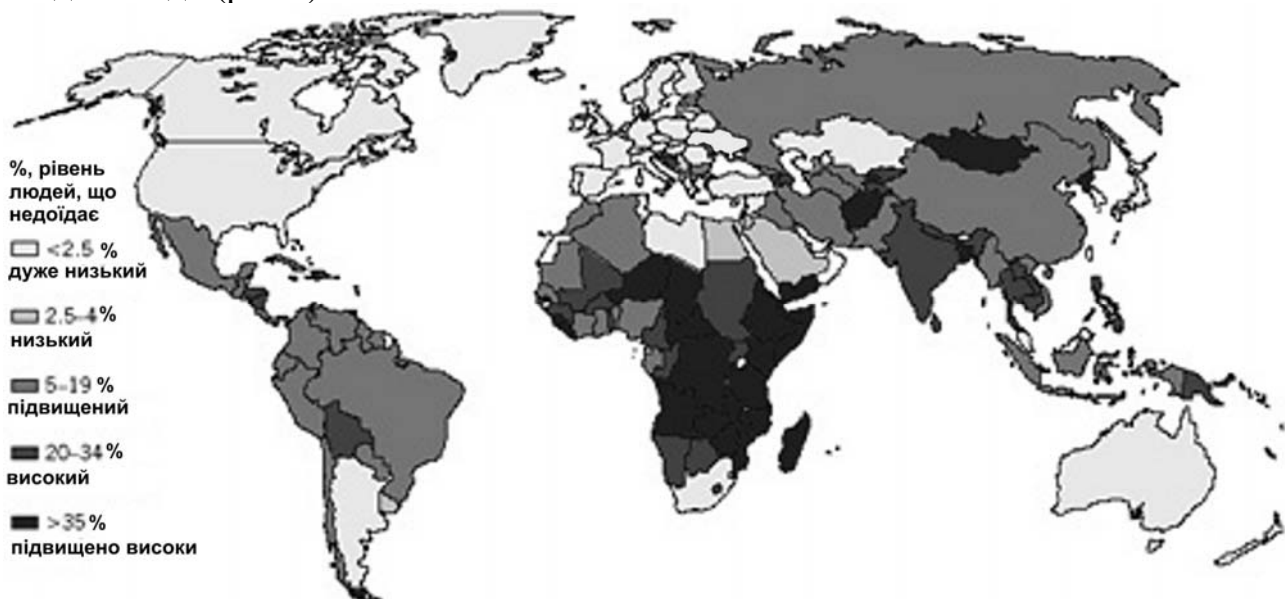 %, рівень
людей, що
недоїдає
<2.5 %
дуже низький
2.5–4%
низький
5–19 %
підвищений
20–34%
високий
>35 %
підвищено високи